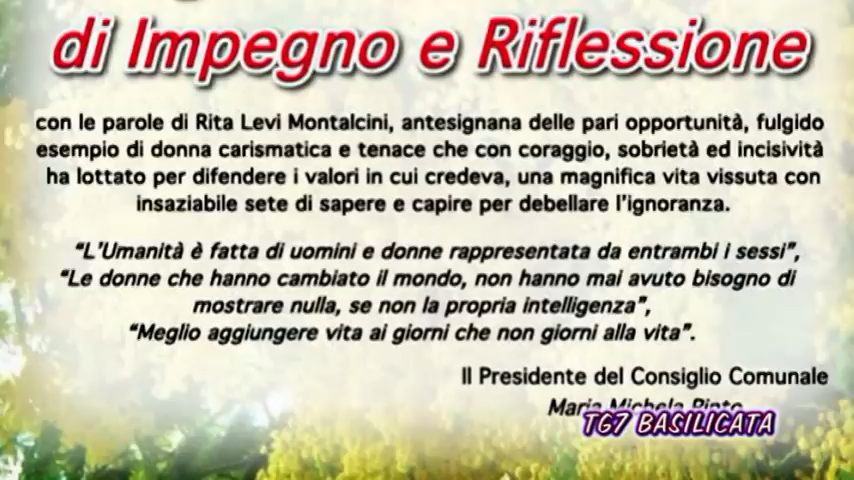 di Impegno e Riflessione
con le parole di Rita Levi Montalcini, antesignana delle pari opportunità, fulgido
esempio di donna carismatica e tenace che con coraggio, sobrietà ed incisività
ha lottato per difendere i valori in cui credeva, una magnifica vita vissuta con
insaziabile sete di sapere e capire per debellare l'ignoranza.
“L'Umanità è fatta di uomini e donne rappresentata da entrambi i sessi”,
“Le donne che hanno cambiato il mondo, non hanno mai avuto bisogno di
mostrare nulla, se non la propria intelligenza”,
“Meglio aggiungere vita ai giorni che non giorni alla vita”.
Il Presidente del Consiglio Comunale
Maria Michela
TG7 BASILICATA